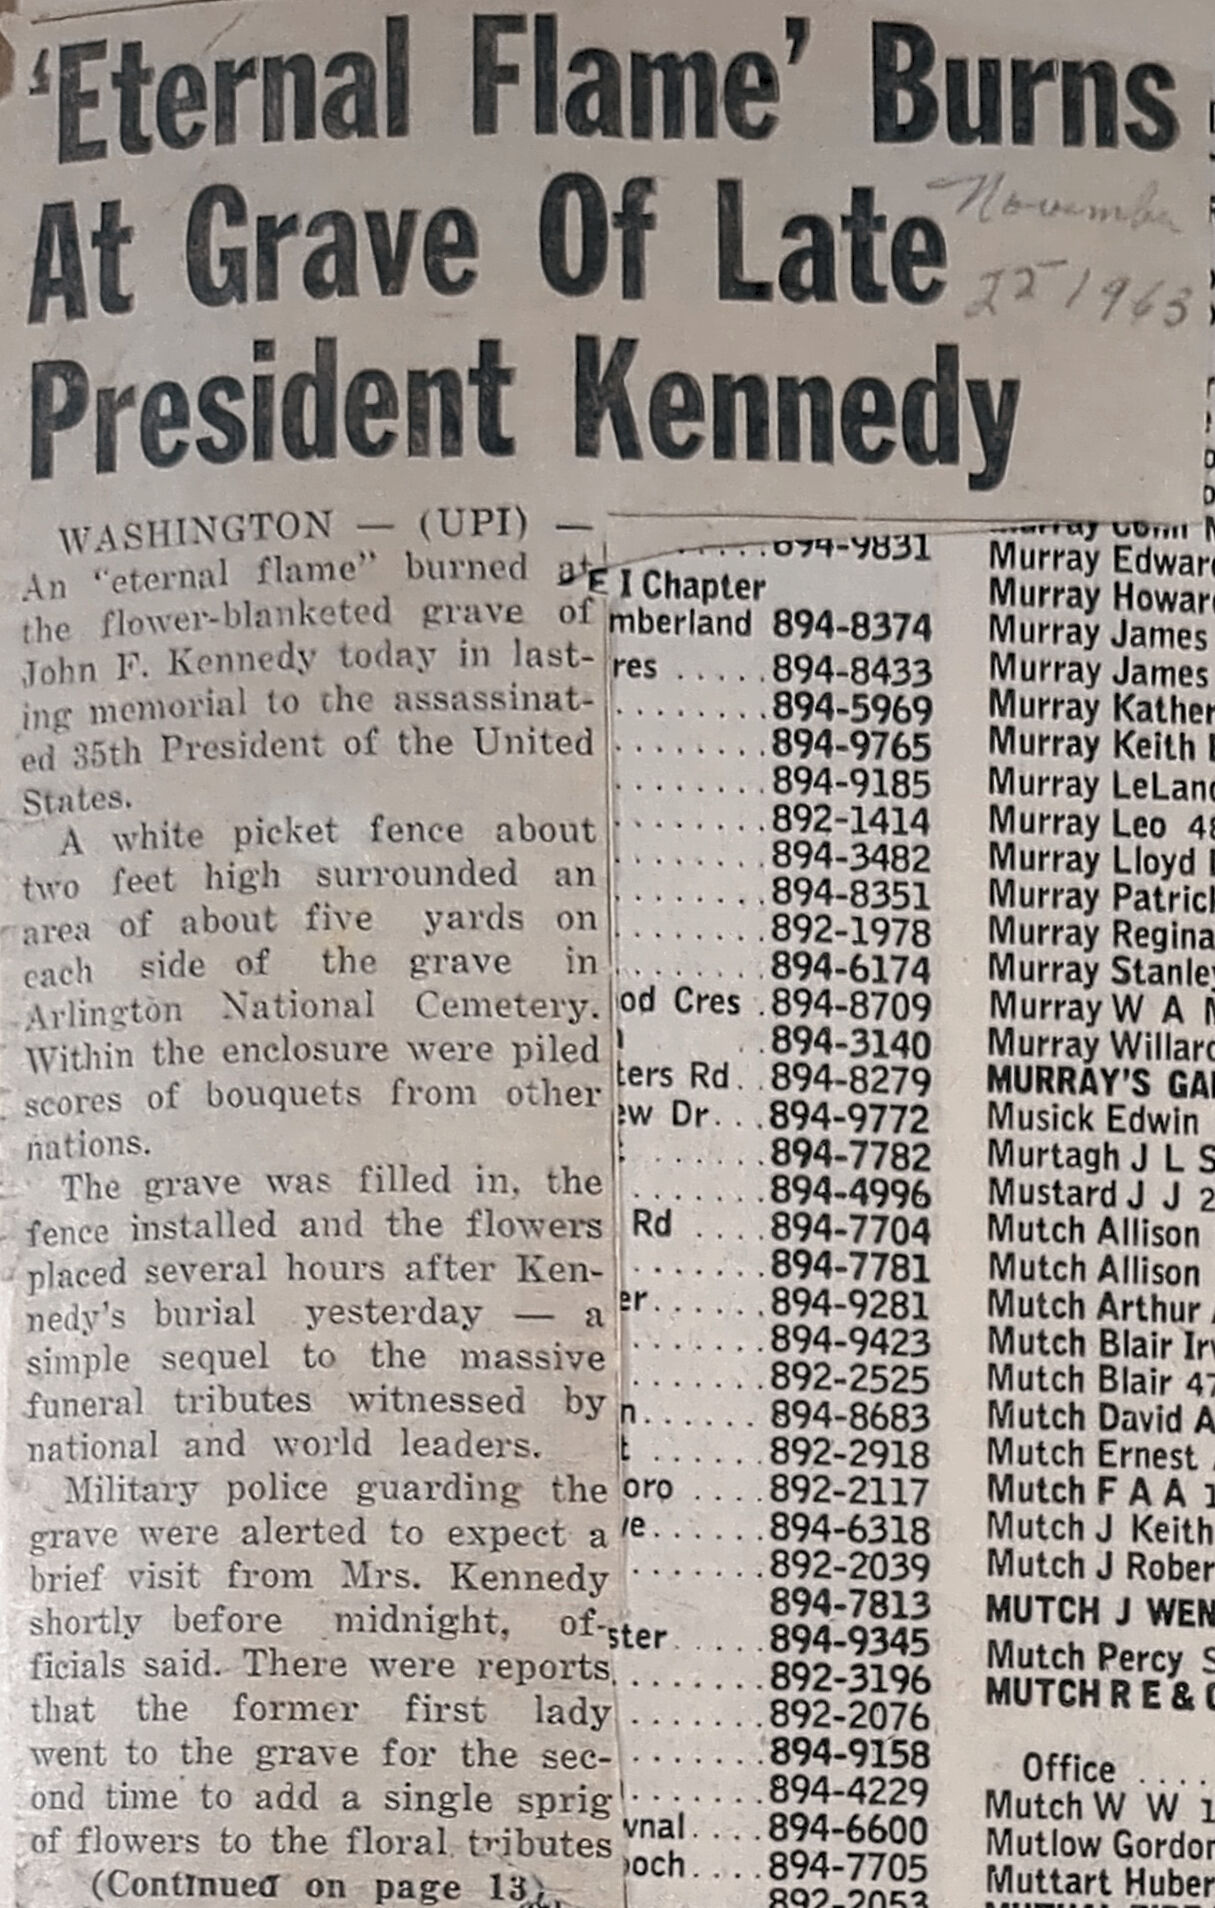 ‘Eternal Flame’ Burns
At Grave Of Late
President Kennedy
November
22 1963
WASHINGTON — (UPI) —
An “eternal flame” burned at
the flower-blanketed grave of
John F. Kennedy today in last-
ing memorial to the assassinat-
ed 35th President of the United
States.
A white picket fence about
two feet high surrounded an
area of about five yards on
each side of the grave in
Arlington National Cemetery.
Within the enclosure were piled
scores of bouquets from other
nations.
The grave was filled in, the
fence installed and the flowers
placed several hours after Ken-
nedy's burial yesterday — a
simple sequel to the massive
funeral tributes witnessed by
national and world leaders.
Military police guarding the
grave were alerted to expect a
brief visit from Mrs. Kennedy
shortly before midnight, of-
ficials said. There were reports
that the former first lady
went to the grave for the sec-
ond time to add a single sprig
of flowers to the floral tributes
(Continued on page 13)
694-9831
E I Chapter
mberland 894-8374
res ..... 894-8433
........ 894-5969
........ 894-9765
........ 894-9185
........ 892-1414
........ 894-3482
........ 894-8351
........ 892-1978
........ 894-6174
od Cres . 894-8709
.. 894-3140
ters Rd .. 894-8279
ew Dr ... 894-9772
....... 894-7782
....... 894-4996
Rd .... 894-7704
....... 894-7781
er ...... 894-9281
....... 894-9423
....... 892-2525
n ...... 894-8683
t ...... 892-2918
oro .... 892-2117
ve ...... 894-6318
....... 892-2039
894-7813
ster ..... 894-9345
....... 892-3196
....... 892-2076
....... 894-9158
....... 894-4229
wnal .... 894-6600
och .... 894-7705
892-2053
Murray
Murray Edwar
Murray Howar
Murray James
Murray James
Murray Kather
Murray Keith
Murray LeLand
Murray Leo 48
Murray Lloyd
Murray Patrick
Murray Regina
Murray Stanley
Murray W A M
Murray Willard
MURRAY'S GA
Musick Edwin
Murtagh J L S
Mustard J J 2
Mutch Allison
Mutch Allison
Mutch Arthur
Mutch Blair Irv
Mutch Blair 47
Mutch David A
Mutch Ernest
Mutch F A A 1
Mutch J Keith
Mutch J Rober
MUTCH J WEN
Mutch Percy S
MUTCH R E & C
Office ....
Mutch W W 1
Mutlow Gordon
Muttart Huber